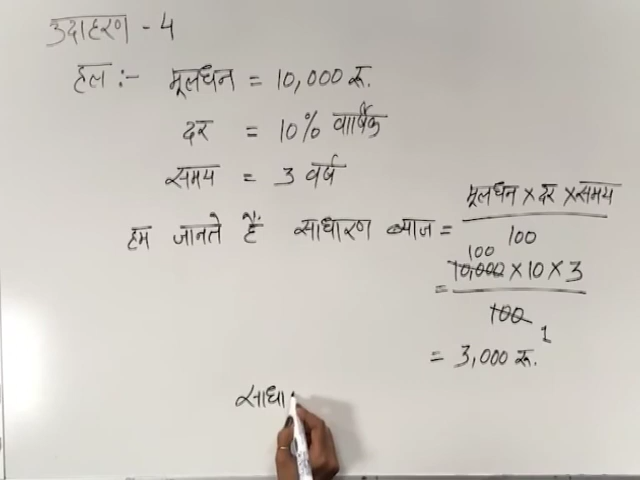 उदाहरण - 4
हल :- मूलधन = 10,000 रू.
दर = 10% वार्षिक
समय = 3 वर्ष
हम जानते हैं साधारण ब्याज = मूलधन × दर × समय
100
100
= 10,000 × 10 × 3
100
1
= 3,000 रू.
साधा